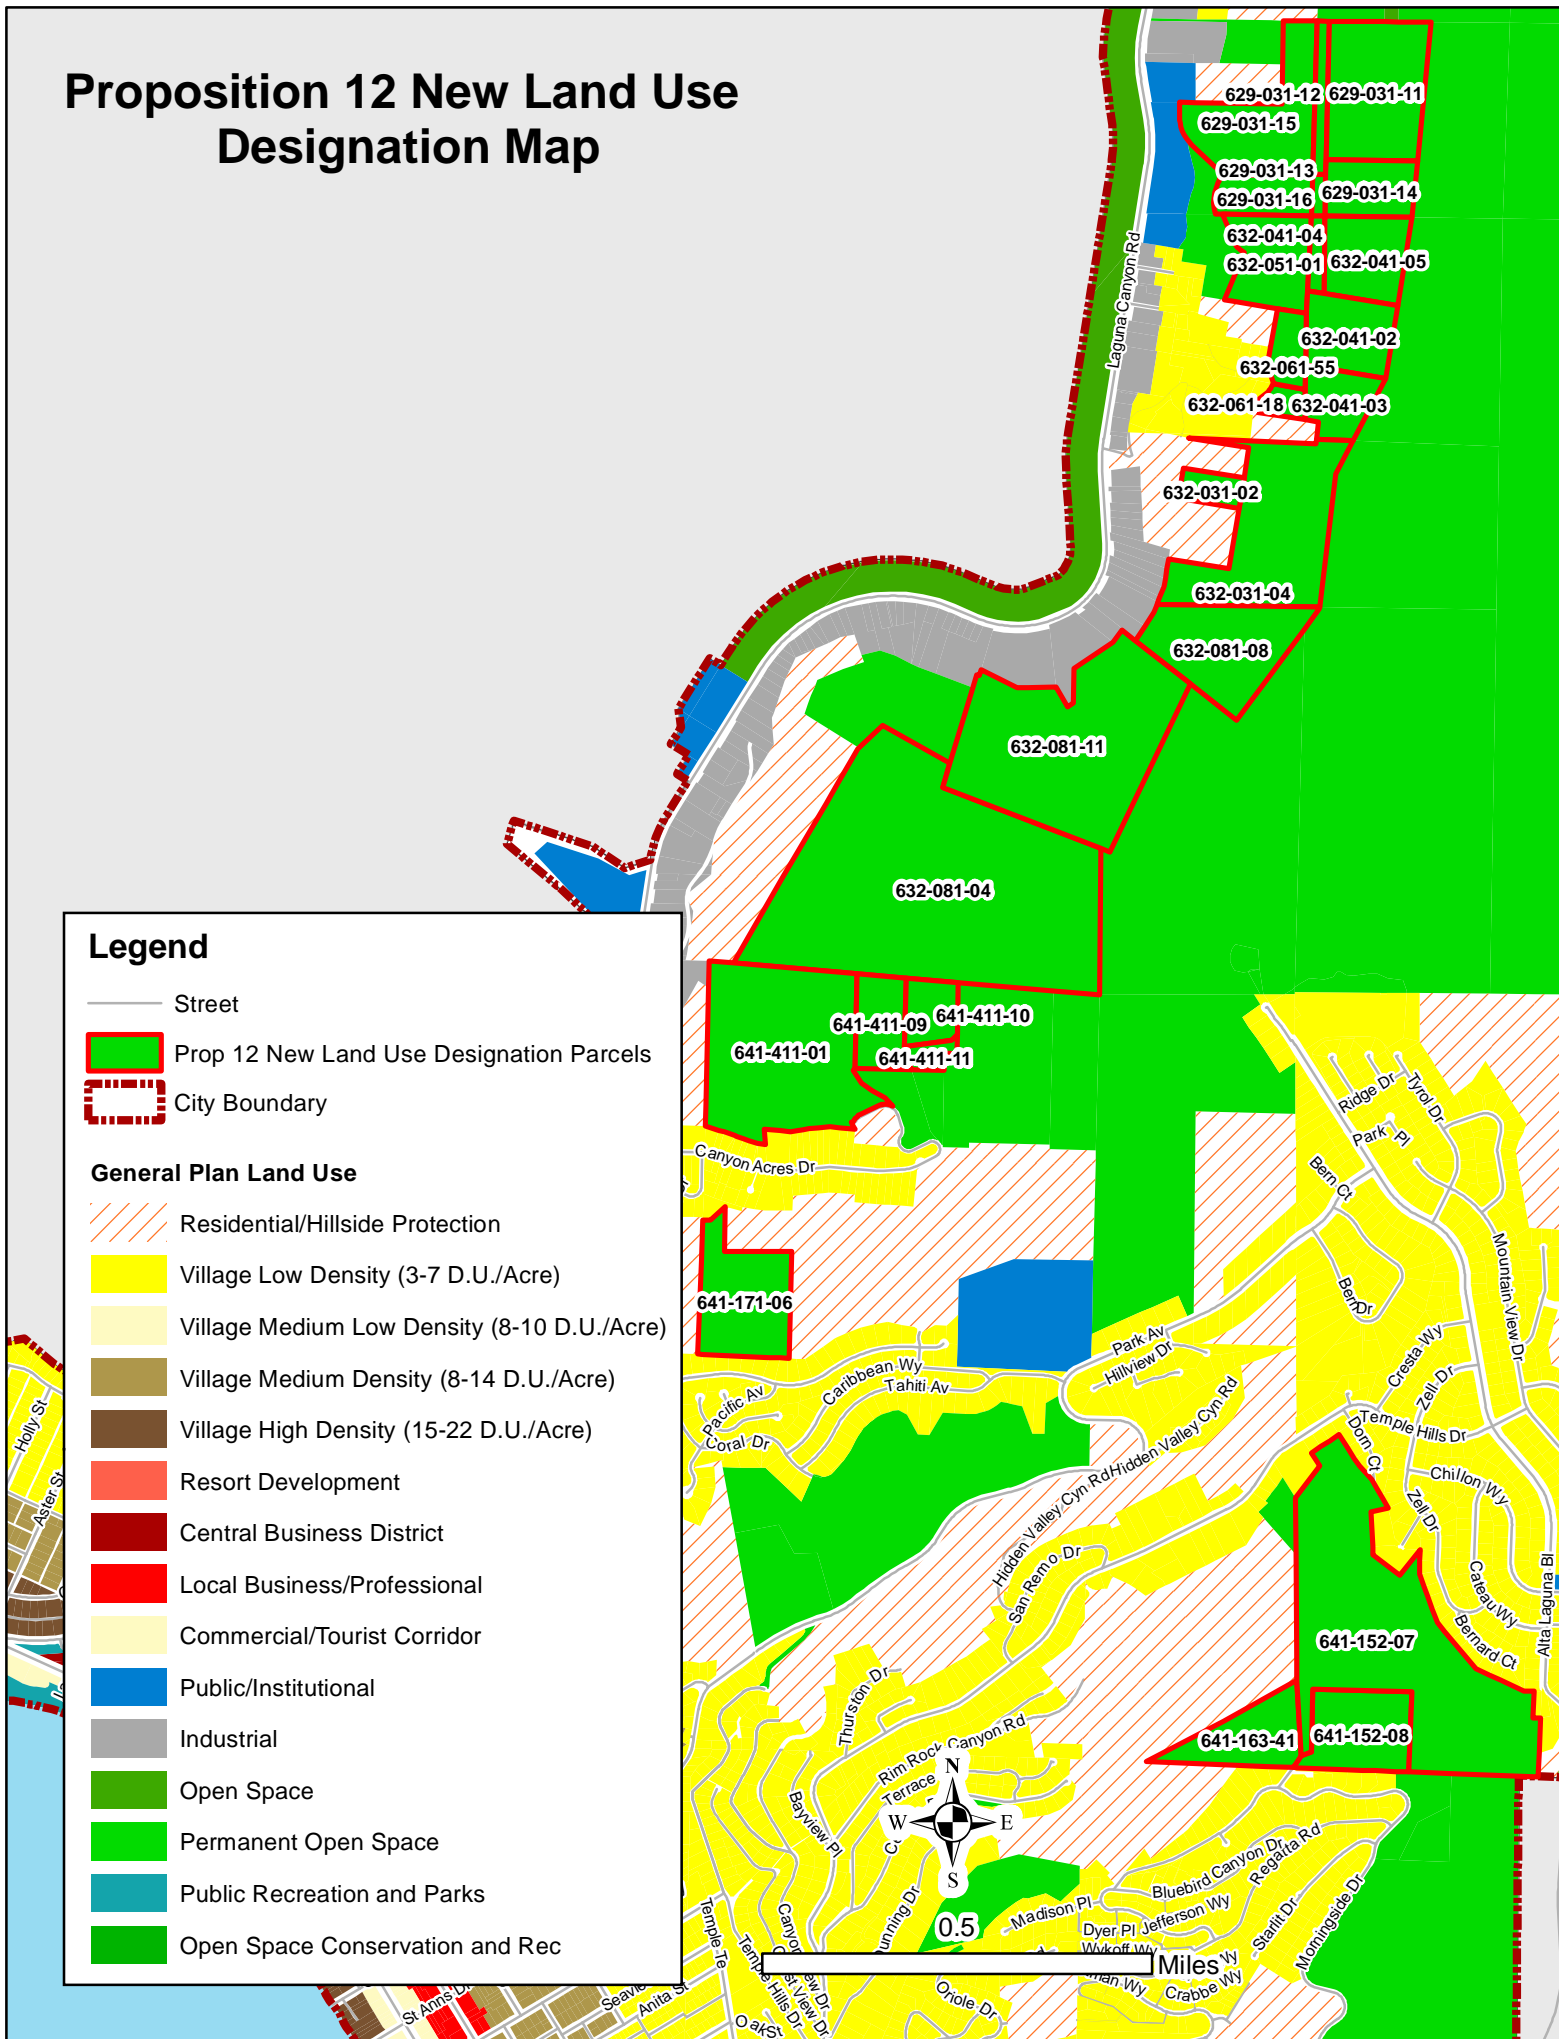 Proposition 12 New Land Use
Designation Map
629-031-12
629-031-11
629-031-15
629-031-13
629-031-14
629-031-16
632-041-04
632-051-01
632-041-05
Laguna Canyon Rd
632-041-02
632-061-55
632-061-18
632-041-03
632-031-02
632-031-04
632-081-08
632-081-11
632-081-04
641-411-09
641-411-10
641-411-01
641-411-11
Canyon Acres Dr
641-171-06
Ridge Dr
Tyrol Dr
Park Pl
Bern Ct
Bern Dr
Mountain View Dr
Park Av
Hillview Dr
Caribbean Wy
Tahiti Av
Pacific Av
Coral Dr
Hidden Valley Cyn Rd
Hidden Valley Cyn Rd
San Remo Dr
Cresta Wy
Zell Dr
Temple Hills Dr
Dorn Ct
Chillon Wy
Zell Dr
Cateau Wy
Bernard Ct
Alta Laguna Bl
641-152-07
641-163-41
641-152-08
Thurston Dr
Rim Rock Canyon Rd
Terrace
Bayview Pl
Bluebird Canyon Dr
Regatta Rd
Madison Pl
Dyer Pl
Jefferson Wy
Starlit Dr
Morningside Dr
Wykoff Wy
Crabbe Wy
Oriole Dr
Temple Te
Temple Hills Dr
Anita St
Oak St
St Anns Dr
Holly St
Aster St
N
W
E
S
0.5
Miles
Legend
Street
Prop 12 New Land Use Designation Parcels
City Boundary
General Plan Land Use
Residential/Hillside Protection
Village Low Density (3-7 D.U./Acre)
Village Medium Low Density (8-10 D.U./Acre)
Village Medium Density (8-14 D.U./Acre)
Village High Density (15-22 D.U./Acre)
Resort Development
Central Business District
Local Business/Professional
Commercial/Tourist Corridor
Public/Institutional
Industrial
Open Space
Permanent Open Space
Public Recreation and Parks
Open Space Conservation and Rec